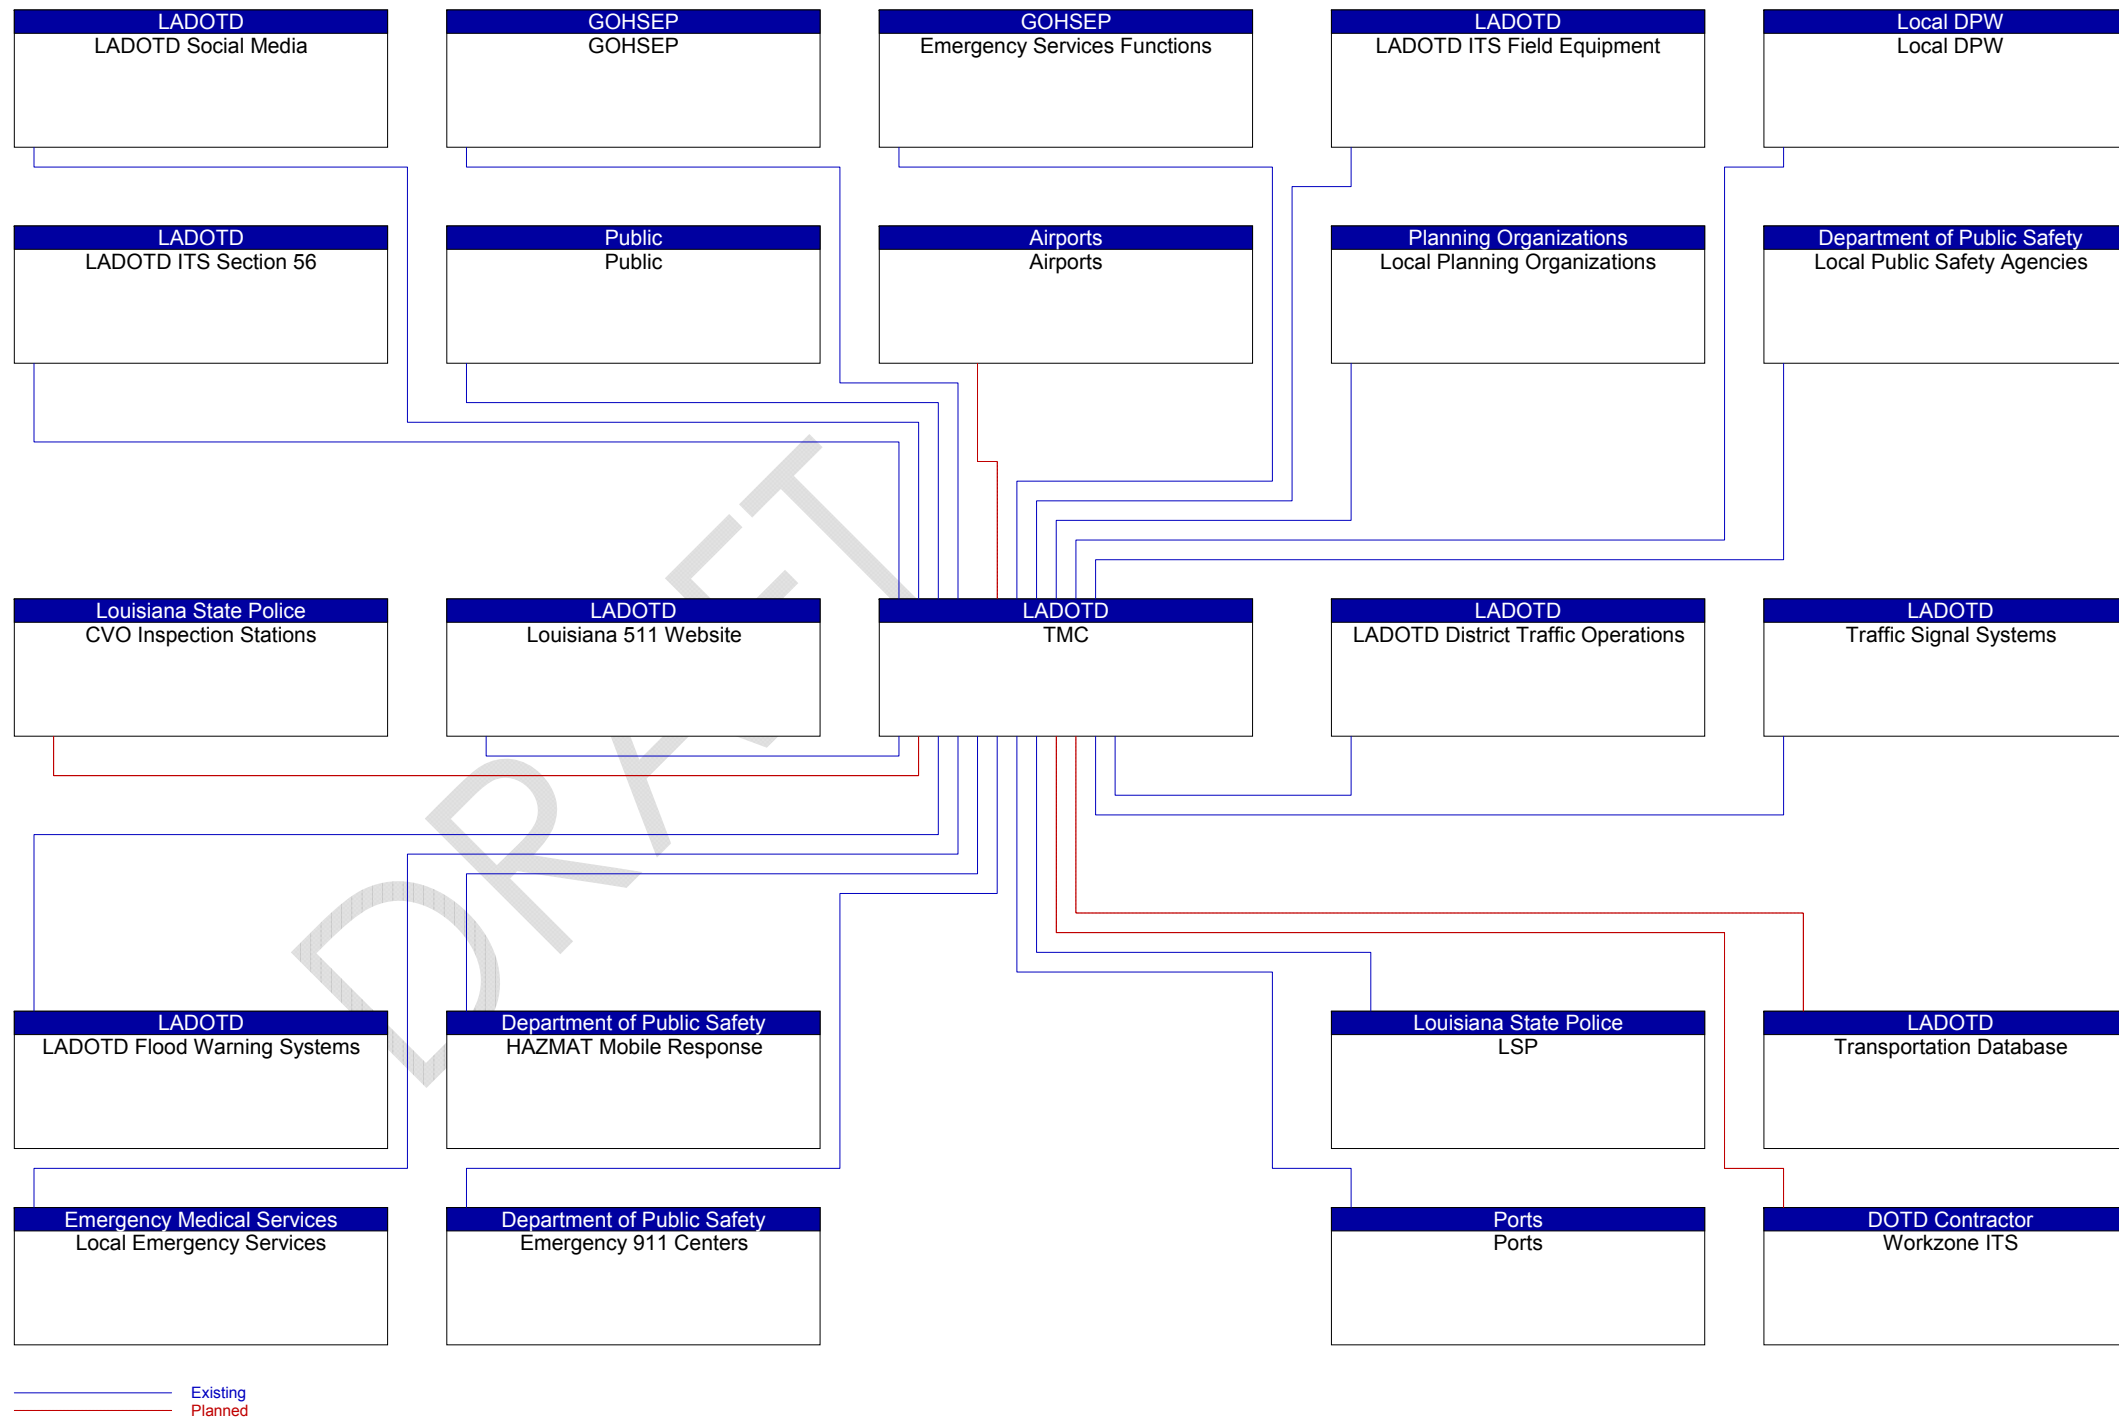 LADOTD
LADOTD Social Media
GOHSEP
GOHSEP
GOHSEP
Emergency Services Functions
LADOTD
LADOTD ITS Field Equipment
Local DPW
Local DPW
LADOTD
LADOTD ITS Section 56
Public
Public
Airports
Airports
Planning Organizations
Local Planning Organizations
Department of Public Safety
Local Public Safety Agencies
DRAFT
Louisiana State Police
CVO Inspection Stations
LADOTD
Louisiana 511 Website
LADOTD
TMC
LADOTD
LADOTD District Traffic Operations
LADOTD
Traffic Signal Systems
LADOTD
LADOTD Flood Warning Systems
Department of Public Safety
HAZMAT Mobile Response
Louisiana State Police
LSP
LADOTD
Transportation Database
Emergency Medical Services
Local Emergency Services
Department of Public Safety
Emergency 911 Centers
Ports
Ports
DOTD Contractor
Workzone ITS
Existing
Planned